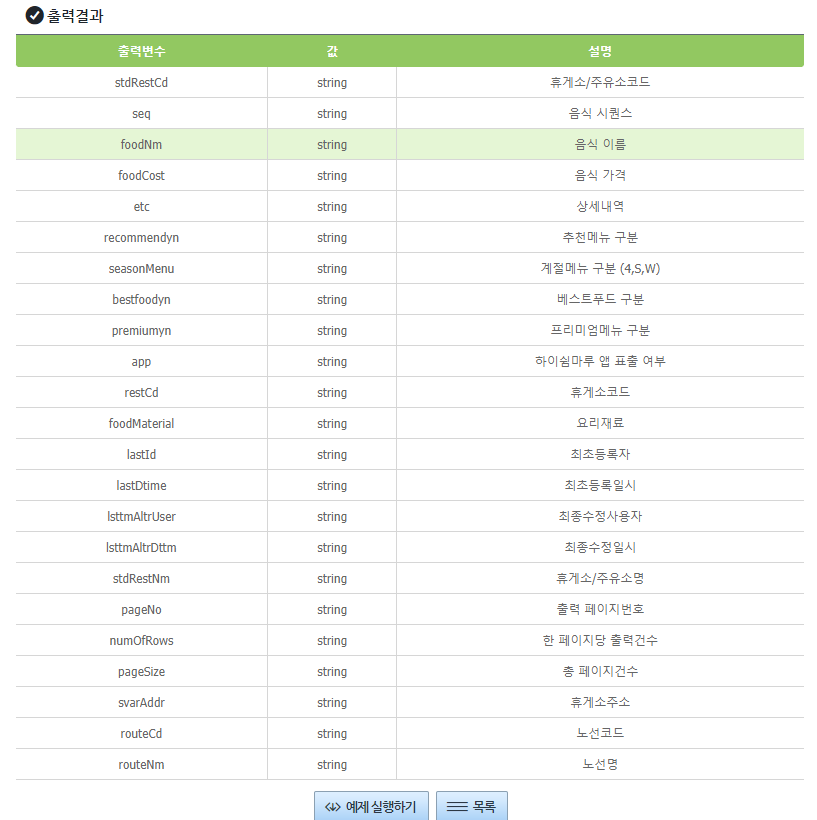 출력결과
출력변수 값 설명
stdRestCd string 휴게소/주유소코드
seq string 음식 시퀀스
foodNm string 음식 이름
foodCost string 음식 가격
etc string 상세내역
recommendyn string 추천메뉴 구분
seasonMenu string 계절메뉴 구분 (4,S,W)
bestfoodyn string 베스트푸드 구분
premiumyn string 프리미엄메뉴 구분
app string 하이쉼마루 앱 표출 여부
restCd string 휴게소코드
foodMaterial string 요리재료
lastId string 최초등록자
lastDtime string 최초등록일시
lsttmAltrUser string 최종수정사용자
lsttmAltrDttm string 최종수정일시
stdRestNm string 휴게소/주유소명
pageNo string 출력 페이지번호
numOfRows string 한 페이지당 출력건수
pageSize string 총 페이지건수
svarAddr string 휴게소주소
routeCd string 노선코드
routeNm string 노선명
예제 실행하기 목록